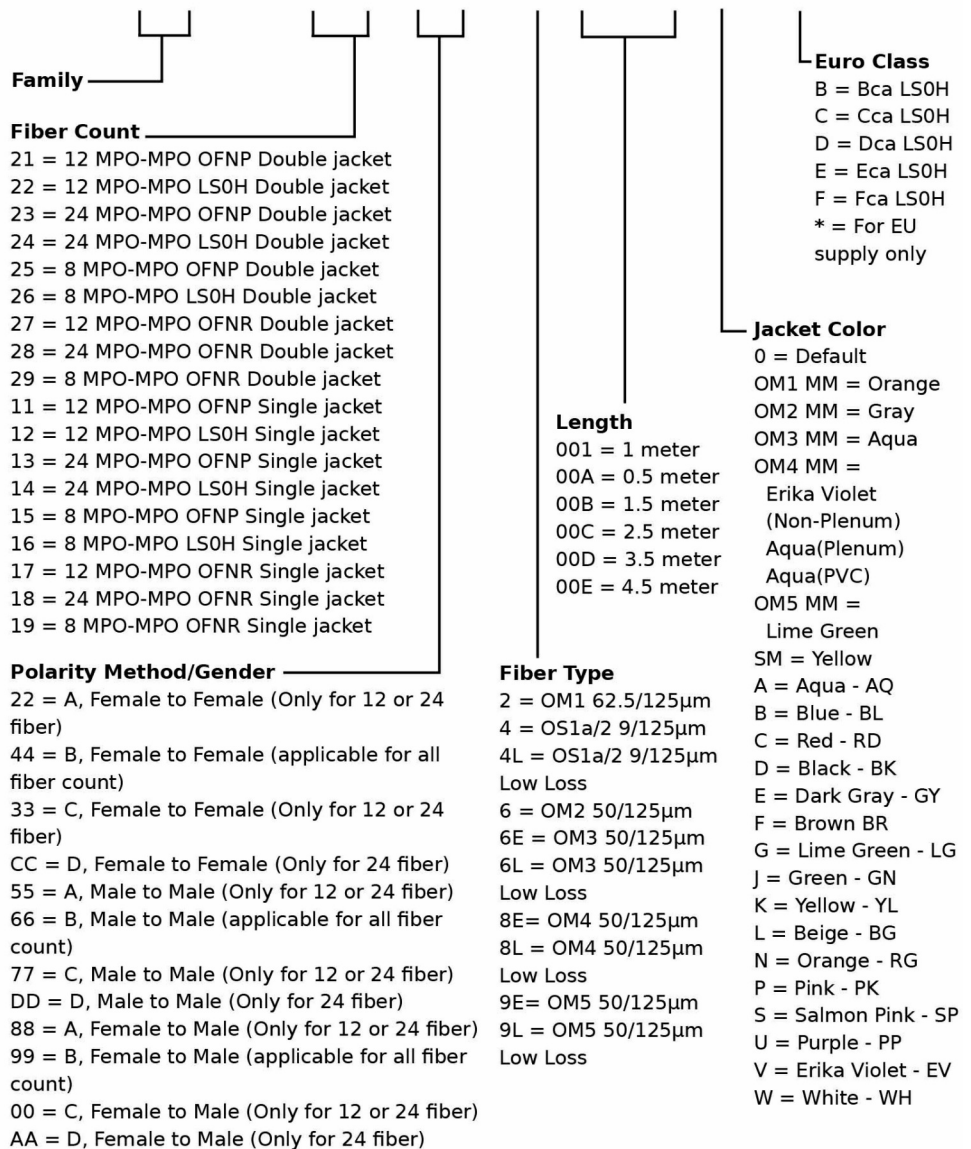 Family
Fiber Count
21 = 12 MPO-MPO OFNP Double jacket
22 = 12 MPO-MPO LS0H Double jacket
23 = 24 MPO-MPO OFNP Double jacket
24 = 24 MPO-MPO LS0H Double jacket
25 = 8 MPO-MPO OFNP Double jacket
26 = 8 MPO-MPO LS0H Double jacket
27 = 12 MPO-MPO OFNR Double jacket
28 = 24 MPO-MPO OFNR Double jacket
29 = 8 MPO-MPO OFNR Double jacket
11 = 12 MPO-MPO OFNP Single jacket
12 = 12 MPO-MPO LS0H Single jacket
13 = 24 MPO-MPO OFNP Single jacket
14 = 24 MPO-MPO LS0H Single jacket
15 = 8 MPO-MPO OFNP Single jacket
16 = 8 MPO-MPO LS0H Single jacket
17 = 12 MPO-MPO OFNR Single jacket
18 = 24 MPO-MPO OFNR Single jacket
19 = 8 MPO-MPO OFNR Single jacket
Polarity Method/Gender
22 = A, Female to Female (Only for 12 or 24
fiber)
44 = B, Female to Female (applicable for all
fiber count)
33 = C, Female to Female (Only for 12 or 24
fiber)
CC = D, Female to Female (Only for 24 fiber)
55 = A, Male to Male (Only for 12 or 24 fiber)
66 = B, Male to Male (applicable for all fiber
count)
77 = C, Male to Male (Only for 12 or 24 fiber)
DD = D, Male to Male (Only for 24 fiber)
88 = A, Female to Male (Only for 12 or 24 fiber)
99 = B, Female to Male (applicable for all fiber
count)
00 = C, Female to Male (Only for 12 or 24 fiber)
AA = D, Female to Male (Only for 24 fiber)
Fiber Type
2 = OM1 62.5/125µm
4 = OS1a/2 9/125µm
4L = OS1a/2 9/125µm
Low Loss
6 = OM2 50/125µm
6E = OM3 50/125µm
6L = OM3 50/125µm
Low Loss
8E= OM4 50/125µm
8L = OM4 50/125µm
Low Loss
9E= OM5 50/125µm
9L = OM5 50/125µm
Low Loss
Length
001 = 1 meter
00A = 0.5 meter
00B = 1.5 meter
00C = 2.5 meter
00D = 3.5 meter
00E = 4.5 meter
Jacket Color
0 = Default
OM1 MM = Orange
OM2 MM = Gray
OM3 MM = Aqua
OM4 MM =
Erika Violet
(Non-Plenum)
Aqua(Plenum)
Aqua(PVC)
OM5 MM =
Lime Green
SM = Yellow
A = Aqua - AQ
B = Blue - BL
C = Red - RD
D = Black - BK
E = Dark Gray - GY
F = Brown BR
G = Lime Green - LG
J = Green - GN
K = Yellow - YL
L = Beige - BG
N = Orange - RG
P = Pink - PK
S = Salmon Pink - SP
U = Purple - PP
V = Erika Violet - EV
W = White - WH
Euro Class
B = Bca LS0H
C = Cca LS0H
D = Dca LS0H
E = Eca LS0H
F = Fca LS0H
* = For EU
supply only